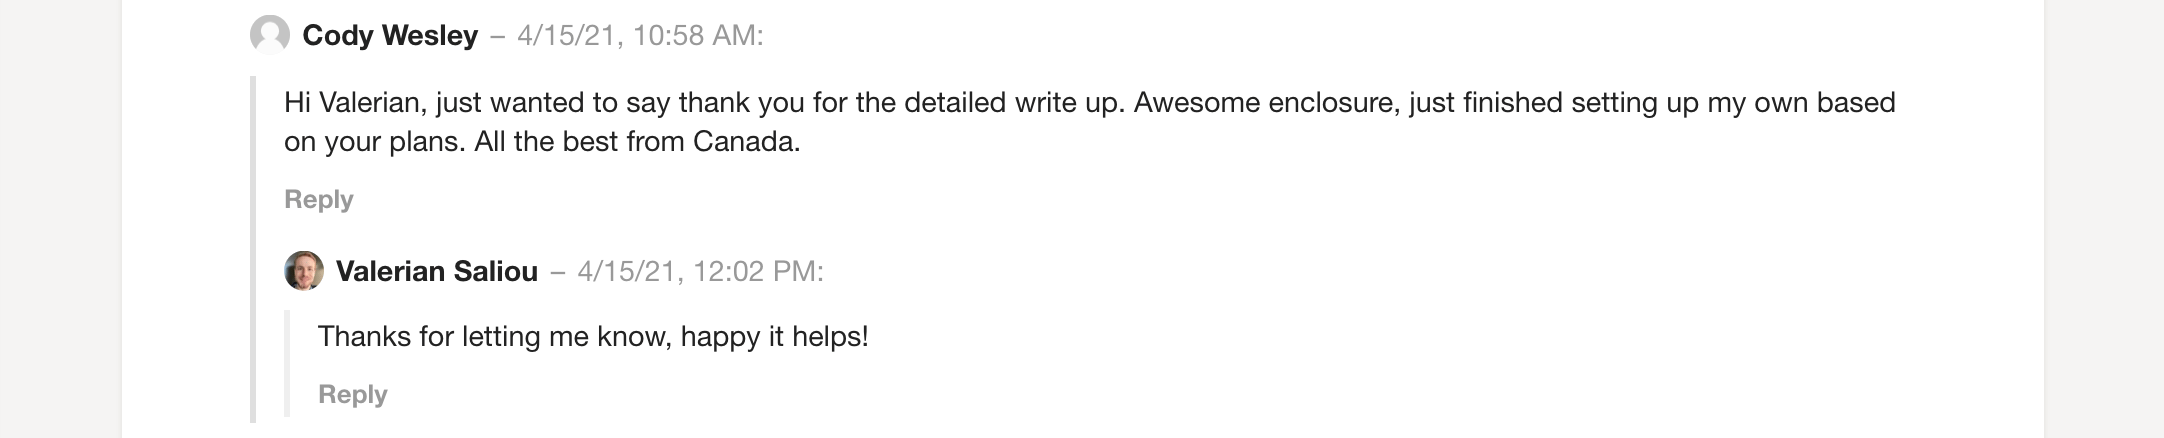 Cody Wesley – 4/15/21, 10:58 AM:
Hi Valerian, just wanted to say thank you for the detailed write up. Awesome enclosure, just finished setting up my own based
on your plans. All the best from Canada.
Reply
Valerian Saliou – 4/15/21, 12:02 PM:
Thanks for letting me know, happy it helps!
Reply